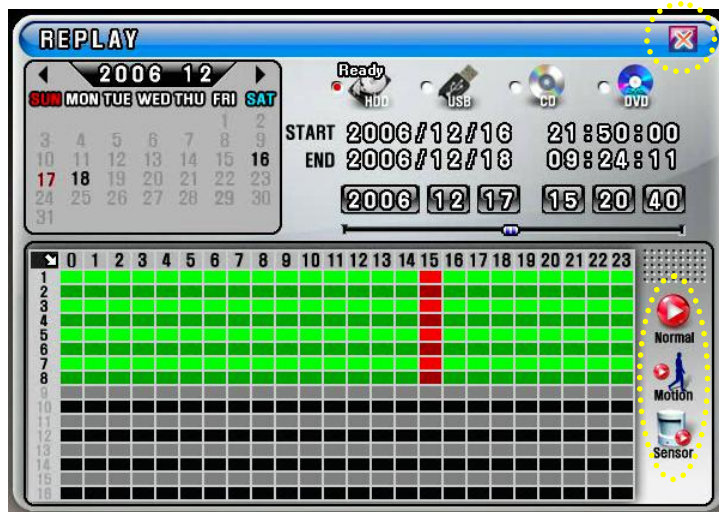 REPLAY
2006 12
SUN MON TUE WED THU FRI SAT
1 2
3 4 5 6 7 8 9
10 11 12 13 14 15 16
17 18 19 20 21 22 23
24 25 26 27 28 29 30
31
Ready
HDD USB CD DVD
START 2006/12/16 21:50:00
END 2006/12/18 09:24:11
2006 12 17 15 20 40
0 1 2 3 4 5 6 7 8 9 10 11 12 13 14 15 16 17 18 19 20 21 22 23
1
2
3
4
5
6
7
8
9
10
11
12
13
14
15
16
Normal
Motion
Sensor